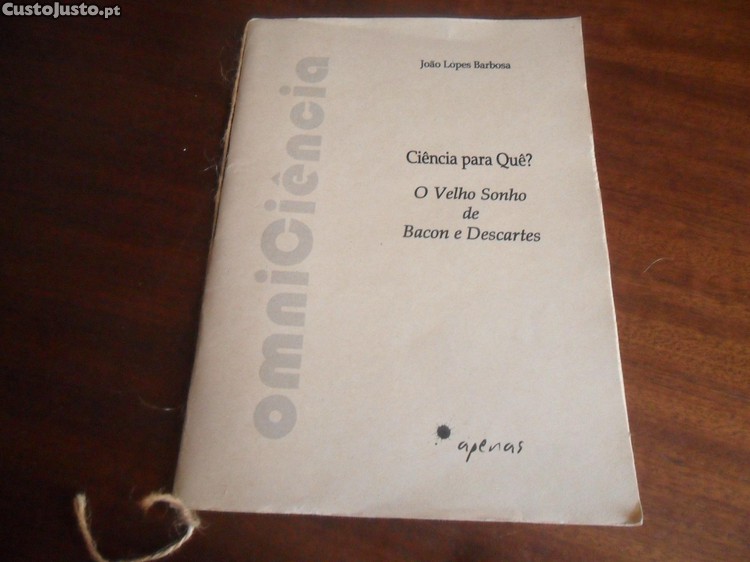 CustoJusto.pt
João Lopes Barbosa
omniCiência
Ciência para Quê?
O Velho Sonho
de
Bacon e Descartes
apenas